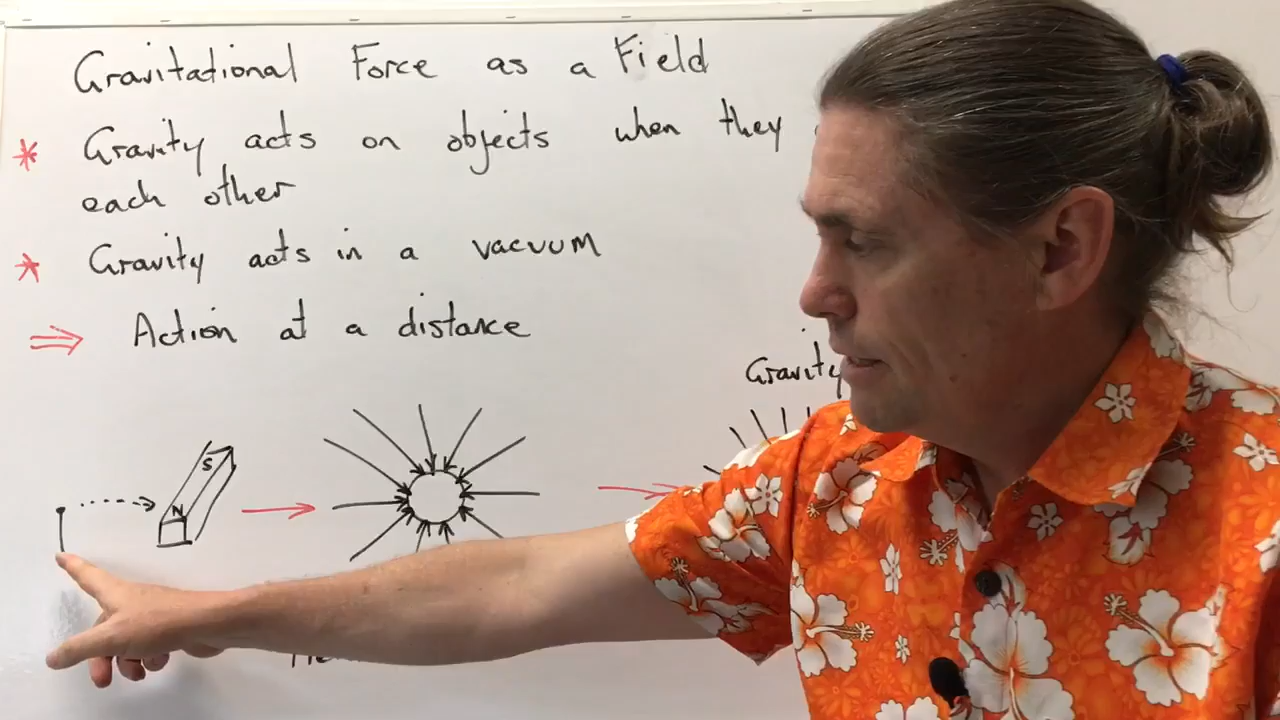 Gravitational Force as a Field
* Gravity acts on objects when they
each other
* Gravity acts in a vacuum
⇒ Action at a distance
Gravity
S
N